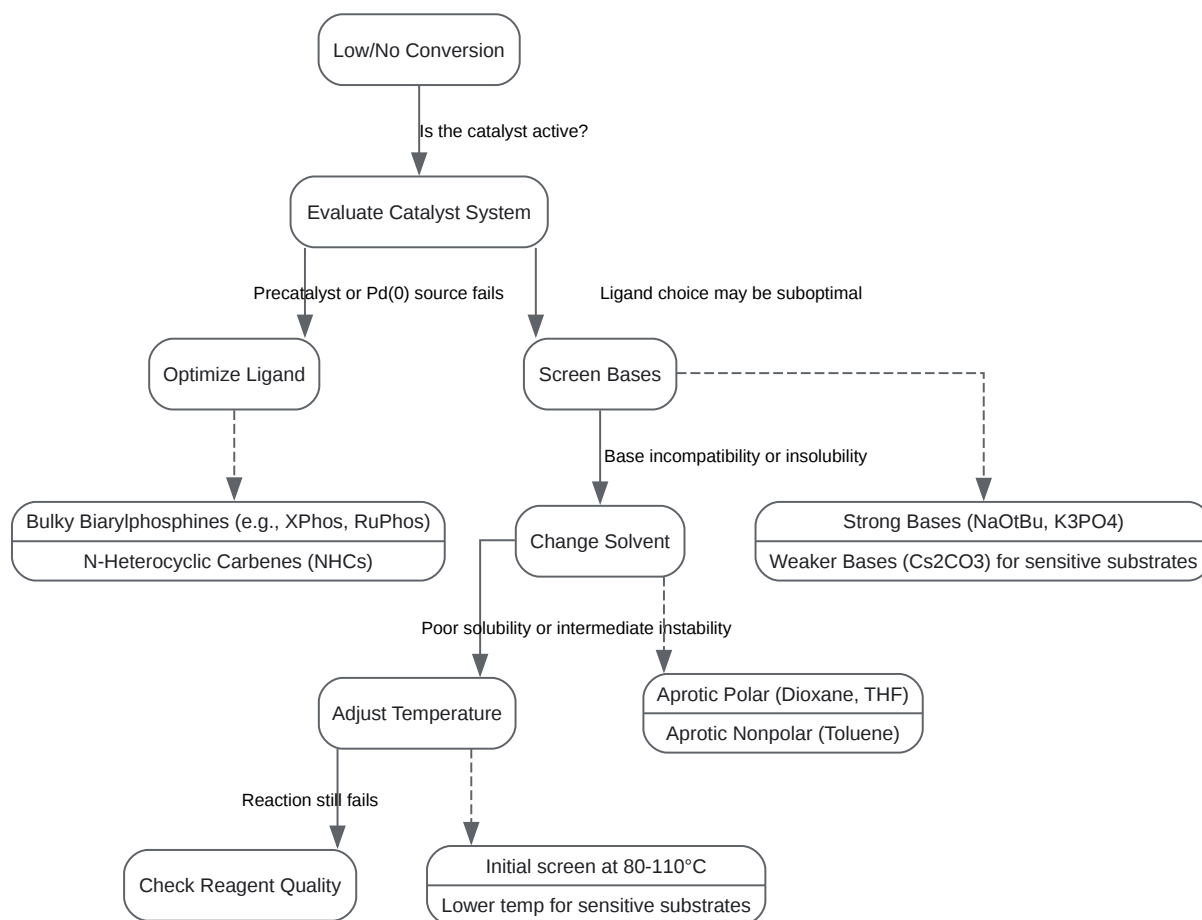 Low/No Conversion
Is the catalyst active?
Evaluate Catalyst System
Precatalyst or Pd(0) source fails
Ligand choice may be suboptimal
Optimize Ligand
Screen Bases
Base incompatibility or insolubility
Bulky Biarylphosphines (e.g., XPhos, RuPhos)
N-Heterocyclic Carbenes (NHCs)
Change Solvent
Strong Bases (NaOtBu, K3PO4)
Weaker Bases (Cs2CO3) for sensitive substrates
Poor solubility or intermediate instability
Adjust Temperature
Aprotic Polar (Dioxane, THF)
Aprotic Nonpolar (Toluene)
Reaction still fails
Check Reagent Quality
Initial screen at 80-110°C
Lower temp for sensitive substrates